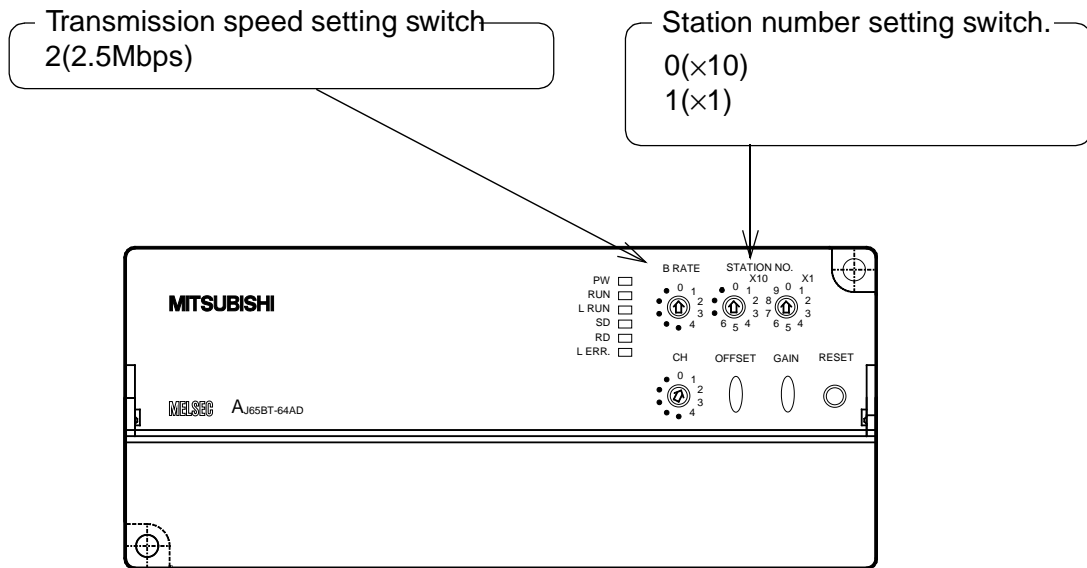 Transmission speed setting switch
2(2.5Mbps)
Station number setting switch.
0(×10)
1(×1)
MITSUBISHI
PW
RUN
L RUN
SD
RD
L ERR.
B RATE
0
1
2
3
4
STATION NO.
X10
0
1
2
3
4
5
6
X1
0
1
2
3
4
5
6
7
8
9
CH
0
1
2
3
4
OFFSET
GAIN
RESET
MELSEC
AJ65BT-64AD